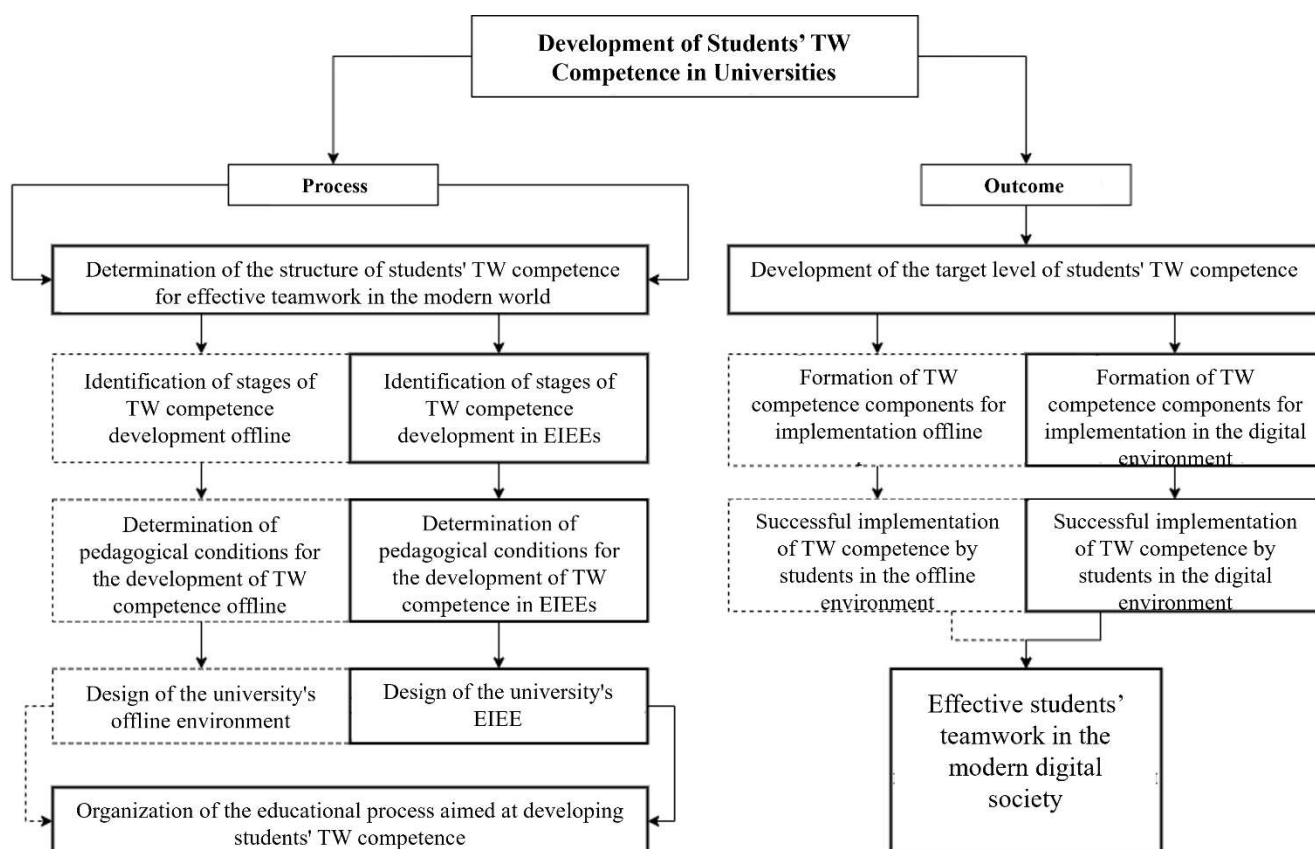 Development of Students’ TW
Competence in Universities
Process
Outcome
Determination of the structure of students' TW competence
for effective teamwork in the modern world
Development of the target level of students' TW competence
Identification of stages of
TW competence
development offline
Identification of stages of
TW competence
development in EIEEs
Formation of TW
competence components for
implementation offline
Formation of TW
competence components for
implementation in the digital
environment
Determination of
pedagogical conditions for
the development of TW
competence offline
Determination of
pedagogical conditions for
the development of TW
competence in EIEEs
Successful implementation
of TW competence by
students in the offline
environment
Successful implementation
of TW competence by
students in the digital
environment
Design of the university's
offline environment
Design of the university's
EIEE
Effective students’
teamwork in the
modern digital
society
Organization of the educational process aimed at developing
students' TW competence